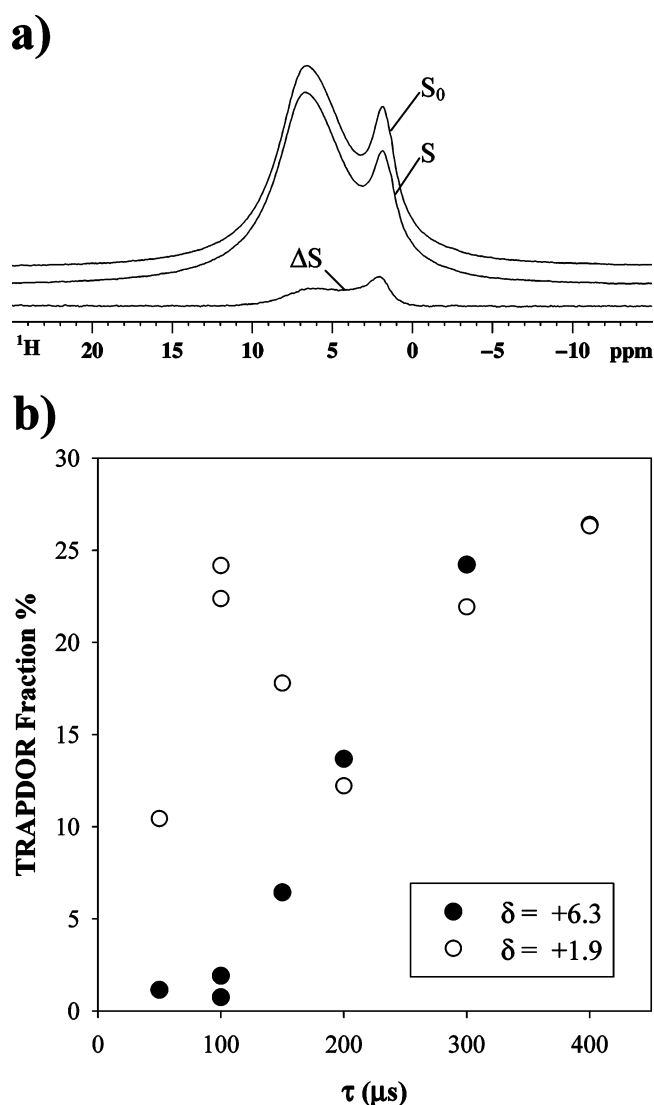 a)
S₀
S
ΔS
¹H 20 15 10 5 0 −5 −10 ppm
b)
30
25
20
15
10
5
0
TRAPDOR Fraction %
δ = +6.3
δ = +1.9
0 100 200 300 400
τ (μs)